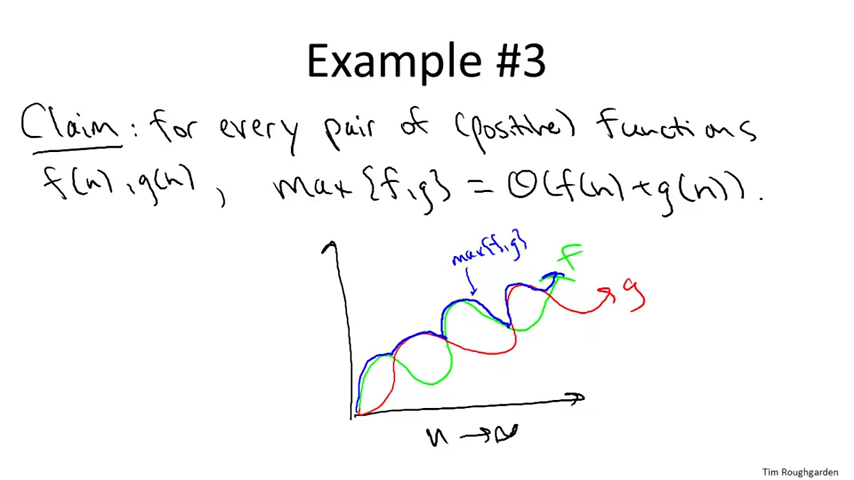 Example #3
Claim: for every pair of (positive) functions
f(n), g(n), max{f,g} = Θ(f(n)+g(n)).
max{f,g}
f
g
n → ∞
Tim Roughgarden